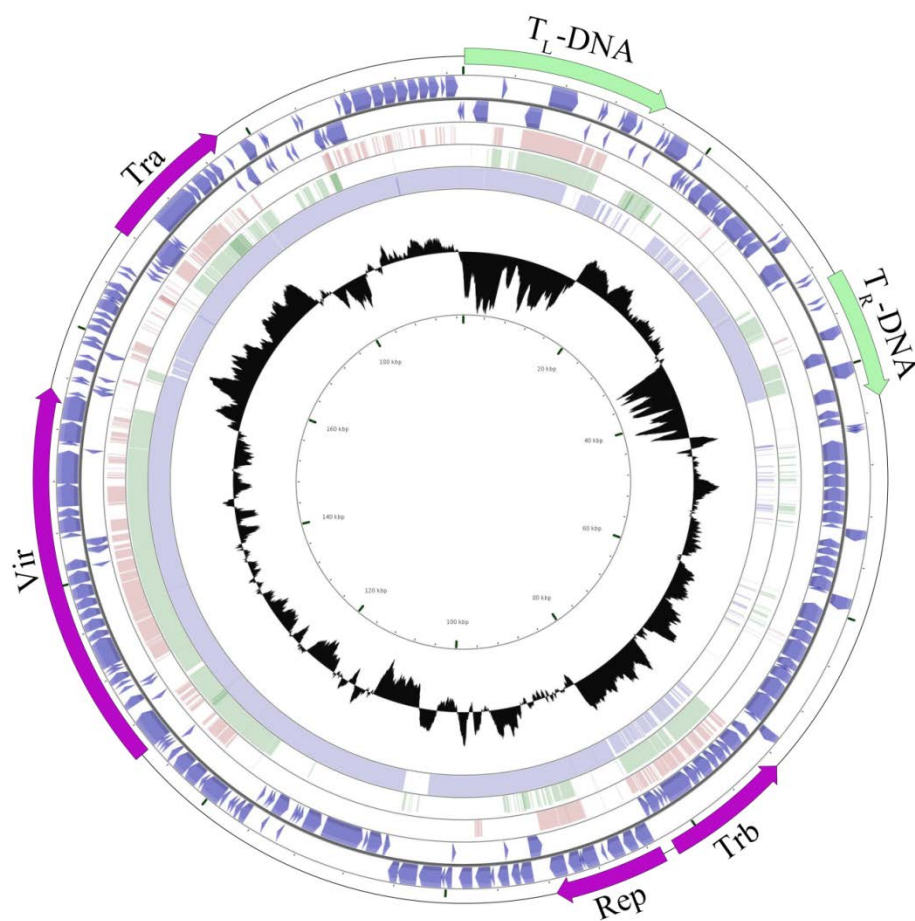 T_L-DNA
T_R-DNA
Trb
Rep
Vir
Tra
20 kbp
40 kbp
60 kbp
80 kbp
100 kbp
120 kbp
140 kbp
160 kbp
180 kbp